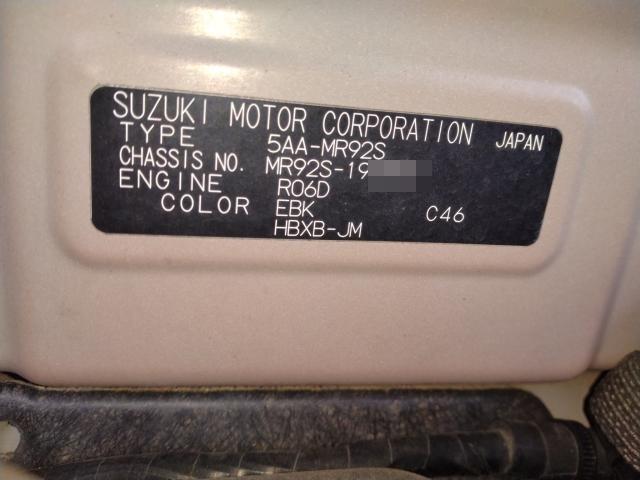 SUZUKI MOTOR CORPORATION JAPAN
TYPE 5AA-MR92S
CHASSIS NO. MR92S-19
ENGINE R06D
COLOR EBK C46
HBXB-JM